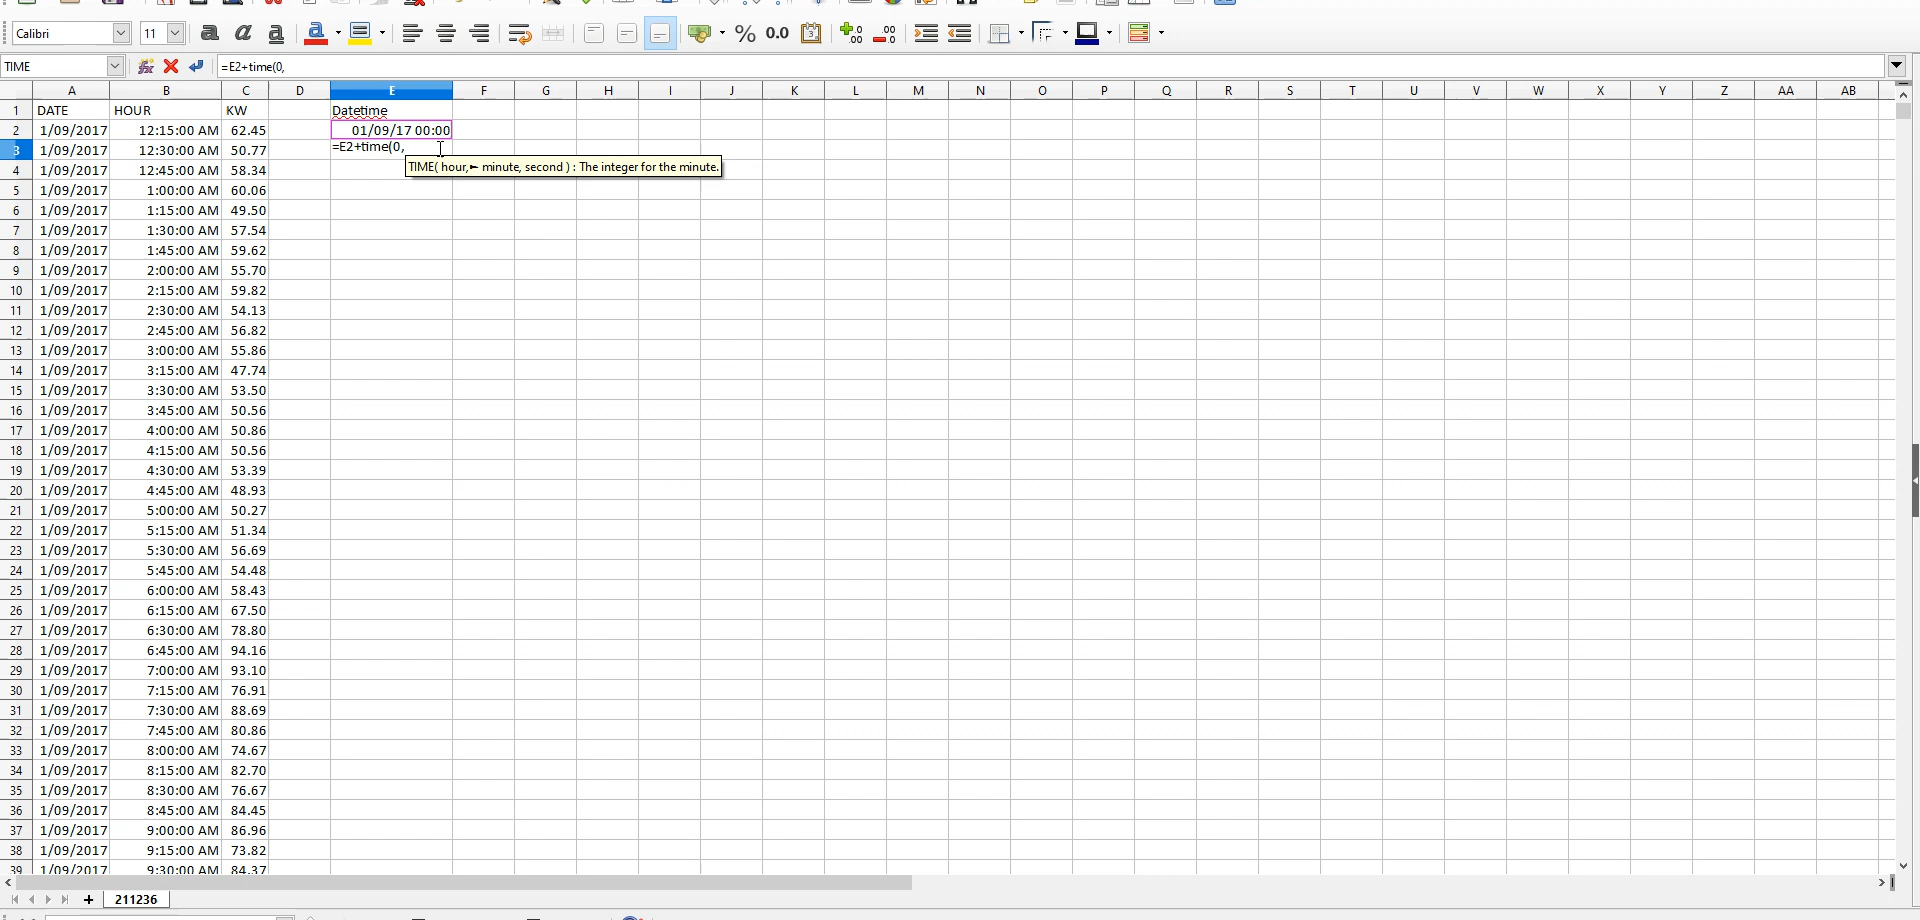 Calibri 11 a a a a % 0.0
TIME =E2+time(0,
A B C D E F G H I J K L M N O P Q R S T U V W X Y Z AA AB
1 DATE HOUR KW Datetime
2 1/09/2017 12:15:00 AM 62.45 01/09/17 00:00
3 1/09/2017 12:30:00 AM 50.77 =E2+time(0,
TIME( hour,← minute, second ) : The integer for the minute.
4 1/09/2017 12:45:00 AM 58.34
5 1/09/2017 1:00:00 AM 60.06
6 1/09/2017 1:15:00 AM 49.50
7 1/09/2017 1:30:00 AM 57.54
8 1/09/2017 1:45:00 AM 59.62
9 1/09/2017 2:00:00 AM 55.70
10 1/09/2017 2:15:00 AM 59.82
11 1/09/2017 2:30:00 AM 54.13
12 1/09/2017 2:45:00 AM 56.82
13 1/09/2017 3:00:00 AM 55.86
14 1/09/2017 3:15:00 AM 47.74
15 1/09/2017 3:30:00 AM 53.50
16 1/09/2017 3:45:00 AM 50.56
17 1/09/2017 4:00:00 AM 50.86
18 1/09/2017 4:15:00 AM 50.56
19 1/09/2017 4:30:00 AM 53.39
20 1/09/2017 4:45:00 AM 48.93
21 1/09/2017 5:00:00 AM 50.27
22 1/09/2017 5:15:00 AM 51.34
23 1/09/2017 5:30:00 AM 56.69
24 1/09/2017 5:45:00 AM 54.48
25 1/09/2017 6:00:00 AM 58.43
26 1/09/2017 6:15:00 AM 67.50
27 1/09/2017 6:30:00 AM 78.80
28 1/09/2017 6:45:00 AM 94.16
29 1/09/2017 7:00:00 AM 93.10
30 1/09/2017 7:15:00 AM 76.91
31 1/09/2017 7:30:00 AM 88.69
32 1/09/2017 7:45:00 AM 80.86
33 1/09/2017 8:00:00 AM 74.67
34 1/09/2017 8:15:00 AM 82.70
35 1/09/2017 8:30:00 AM 76.67
36 1/09/2017 8:45:00 AM 84.45
37 1/09/2017 9:00:00 AM 86.96
38 1/09/2017 9:15:00 AM 73.82
39 1/09/2017 9:30:00 AM 84.37
211236